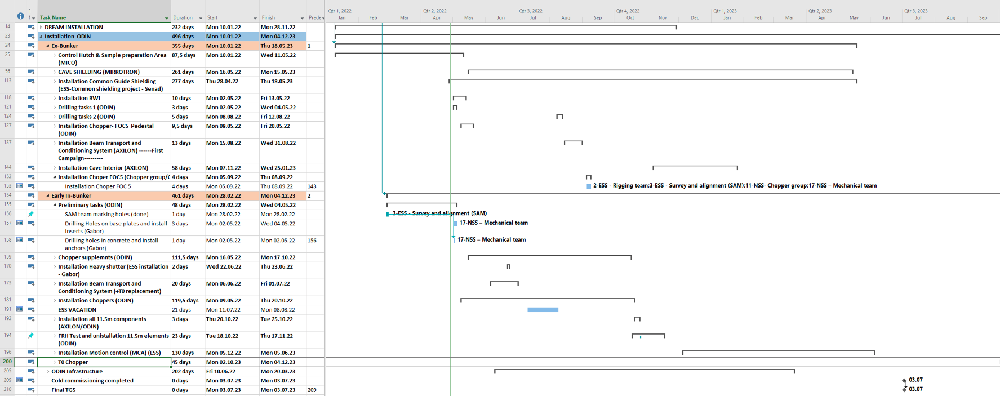 Qtr 1, 2022 Qtr 2, 2022 Qtr 3, 2022 Qtr 4, 2022 Qtr 1, 2023 Qtr 2, 2023 Qtr 3, 2023
Task Name Duration Start Finish Prede
Jan Feb Mar Apr May Jun Jul Aug Sep Oct Nov Dec Jan Feb Mar Apr May Jun Jul Aug Sep
14 DREAM INSTALLATION 232 days Mon 10.01.22 Mon 28.11.22
23 Installation ODIN 496 days Mon 10.01.22 Mon 04.12.23
24 Ex-Bunker 355 days Mon 10.01.22 Thu 18.05.23 1
25 Control Hutch & Sample preparation Area 87,5 days Mon 10.01.22 Wed 11.05.22
(MICO)
56 CAVE SHIELDING (MIRROTRON) 261 days Mon 16.05.22 Mon 15.05.23
113 Installation Common Guide Shielding 277 days Thu 28.04.22 Thu 18.05.23
(ESS-Common shielding project - Senad)
118 Installation BWI 10 days Mon 02.05.22 Fri 13.05.22
121 Drilling tasks 1 (ODIN) 3 days Mon 02.05.22 Wed 04.05.22
124 Drilling tasks 2 (ODIN) 5 days Mon 08.08.22 Fri 12.08.22
127 Installation Chopper- FOC5 Pedestal 9,5 days Mon 09.05.22 Fri 20.05.22
(ODIN)
137 Installation Beam Transport and 13 days Mon 15.08.22 Wed 31.08.22
Conditioning System (AXILON) ------First
Campaign---------
144 Installation Cave Interior (AXILON) 58 days Mon 07.11.22 Wed 25.01.23
152 Installation Choper FOC5 (Chopper group/C 4 days Mon 05.09.22 Thu 08.09.22
153 Installation Choper FOC 5 4 days Mon 05.09.22 Thu 08.09.22 143 2-ESS - Rigging team;3-ESS - Survey and alignment (SAM);11-NSS- Chopper group;17-NSS – Mechanical team
154 Early In-Bunker 461 days Mon 28.02.22 Mon 04.12.23 2
155 Preliminary tasks (ODIN) 48 days Mon 28.02.22 Wed 04.05.22
156 SAM team marking holes (done) 1 day Mon 28.02.22 Mon 28.02.22 3-ESS - Survey and alignment (SAM)
157 Drilling Holes on base plates and install 3 days Mon 02.05.22 Wed 04.05.22 17-NSS – Mechanical team
inserts (Gabor)
158 Drilling holes in concrete and install 1 day Mon 02.05.22 Mon 02.05.22 156 17-NSS – Mechanical team
anchors (Gabor)
159 Chopper supplemnts (ODIN) 111,5 days Mon 16.05.22 Mon 17.10.22
170 Installation Heavy shutter (ESS installation 2 days Wed 22.06.22 Thu 23.06.22
- Gabor)
173 Installation Beam Transport and 20 days Mon 06.06.22 Fri 01.07.22
Conditioning System (+T0 replacement)
181 Installation Choppers (ODIN) 119,5 days Mon 09.05.22 Thu 20.10.22
191 ESS VACATION 21 days Mon 11.07.22 Mon 08.08.22
192 Installation all 11.5m components 3 days Thu 20.10.22 Tue 25.10.22
(AXILON/ODIN)
194 FRH Test and unistallation 11.5m elements 23 days Tue 18.10.22 Thu 17.11.22
(ODIN)
196 Installation Motion control (MCA) (ESS) 130 days Mon 05.12.22 Mon 05.06.23
200 T0 Chopper 45 days Mon 02.10.23 Mon 04.12.23
205 ODIN Infrastructure 202 days Fri 10.06.22 Mon 20.03.23
209 Cold commissioning completed 0 days Mon 03.07.23 Mon 03.07.23 03.07
210 Final TG5 0 days Mon 03.07.23 Mon 03.07.23 209 03.07